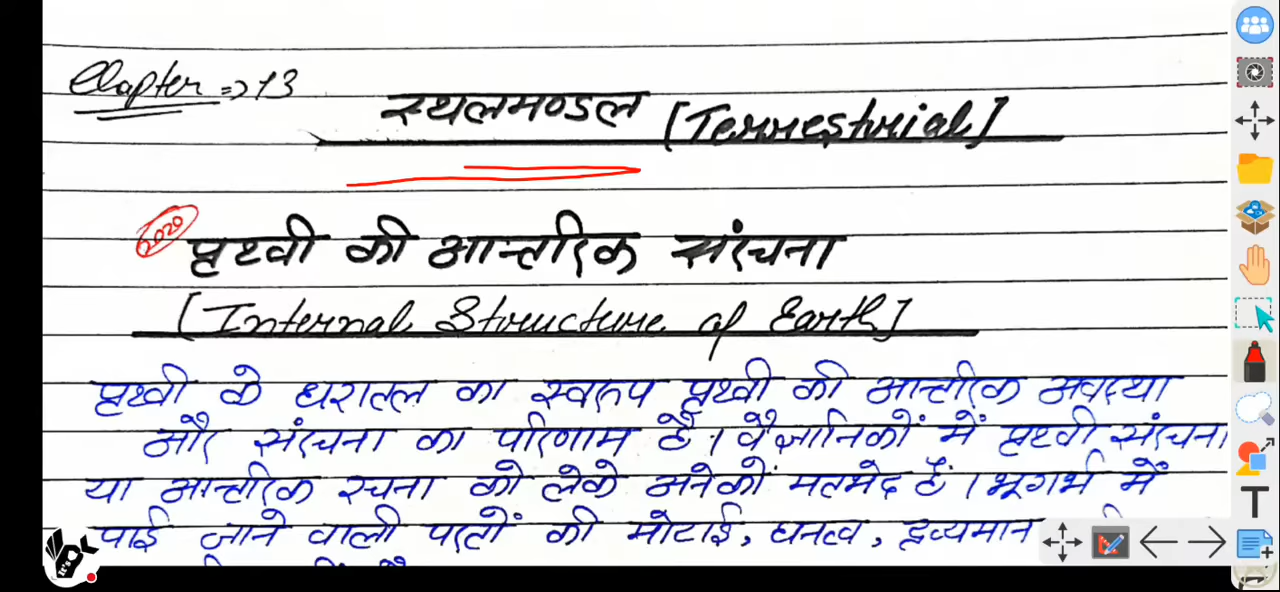 Chapter => 13
स्थलमण्डल [Terrestrial]
2020
पृथ्वी की आन्तरिक संरचना
[Internal Structure of Earth]
पृथ्वी के धरातल का स्वरुप पृथ्वी की आन्तरिक अवस्था
और संरचना का परिणाम है। वैज्ञानिकों में पृथ्वी संरचना
या आन्तरिक रचना को लेके अनेकों मतभेद हैं। भूगर्भ में
पाई जाने वाली परतों की मोटाई, घनत्व, द्रव्यमान